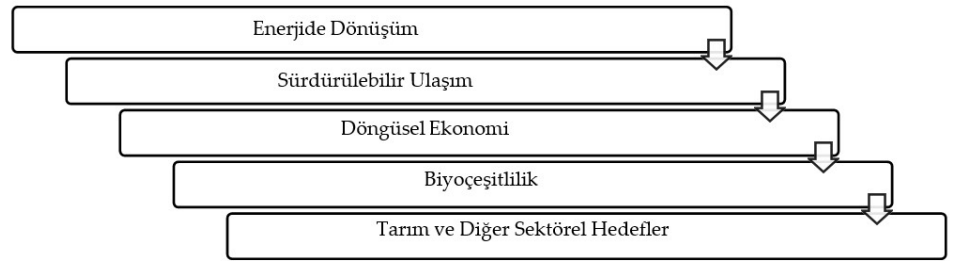 Enerjide Dönüşüm
Sürdürülebilir Ulaşım
Döngüsel Ekonomi
Biyoçeşitlilik
Tarım ve Diğer Sektörel Hedefler